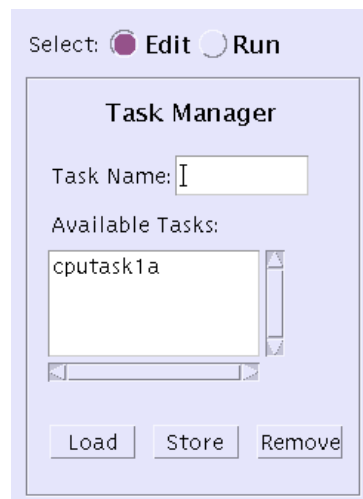 Select: Edit Run
Task Manager
Task Name:
Available Tasks:
cputask1a
Load Store Remove